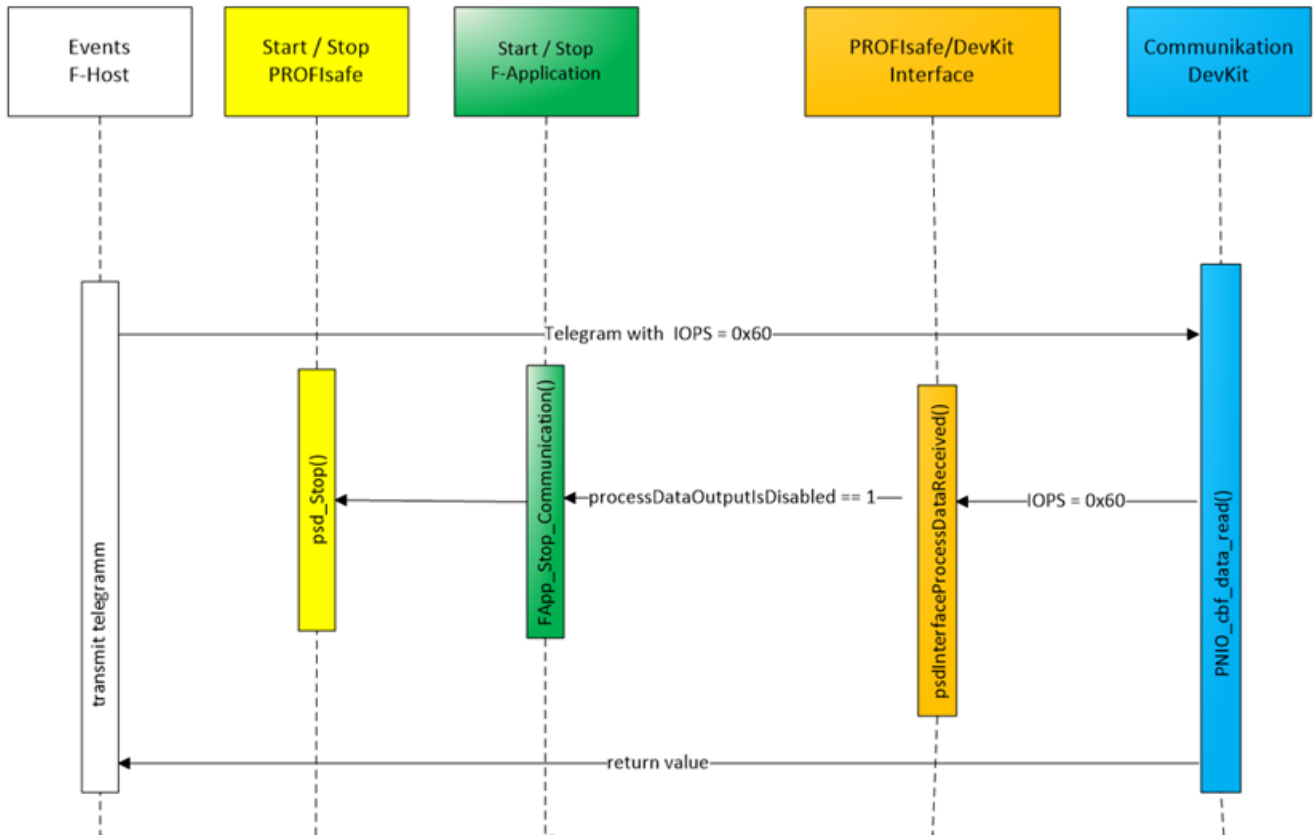 Events
F-Host
Start / Stop
PROFIsafe
Start / Stop
F-Application
PROFIsafe/DevKit
Interface
Communikation
DevKit
Telegram with IOPS = 0x60
transmit telegramm
psd_Stop()
FApp_Stop_Communication()
processDataOutputIsDisabled == 1
psdInterfaceProcessDataReceived()
IOPS = 0x60
PNIO_cbf_data_read()
return value